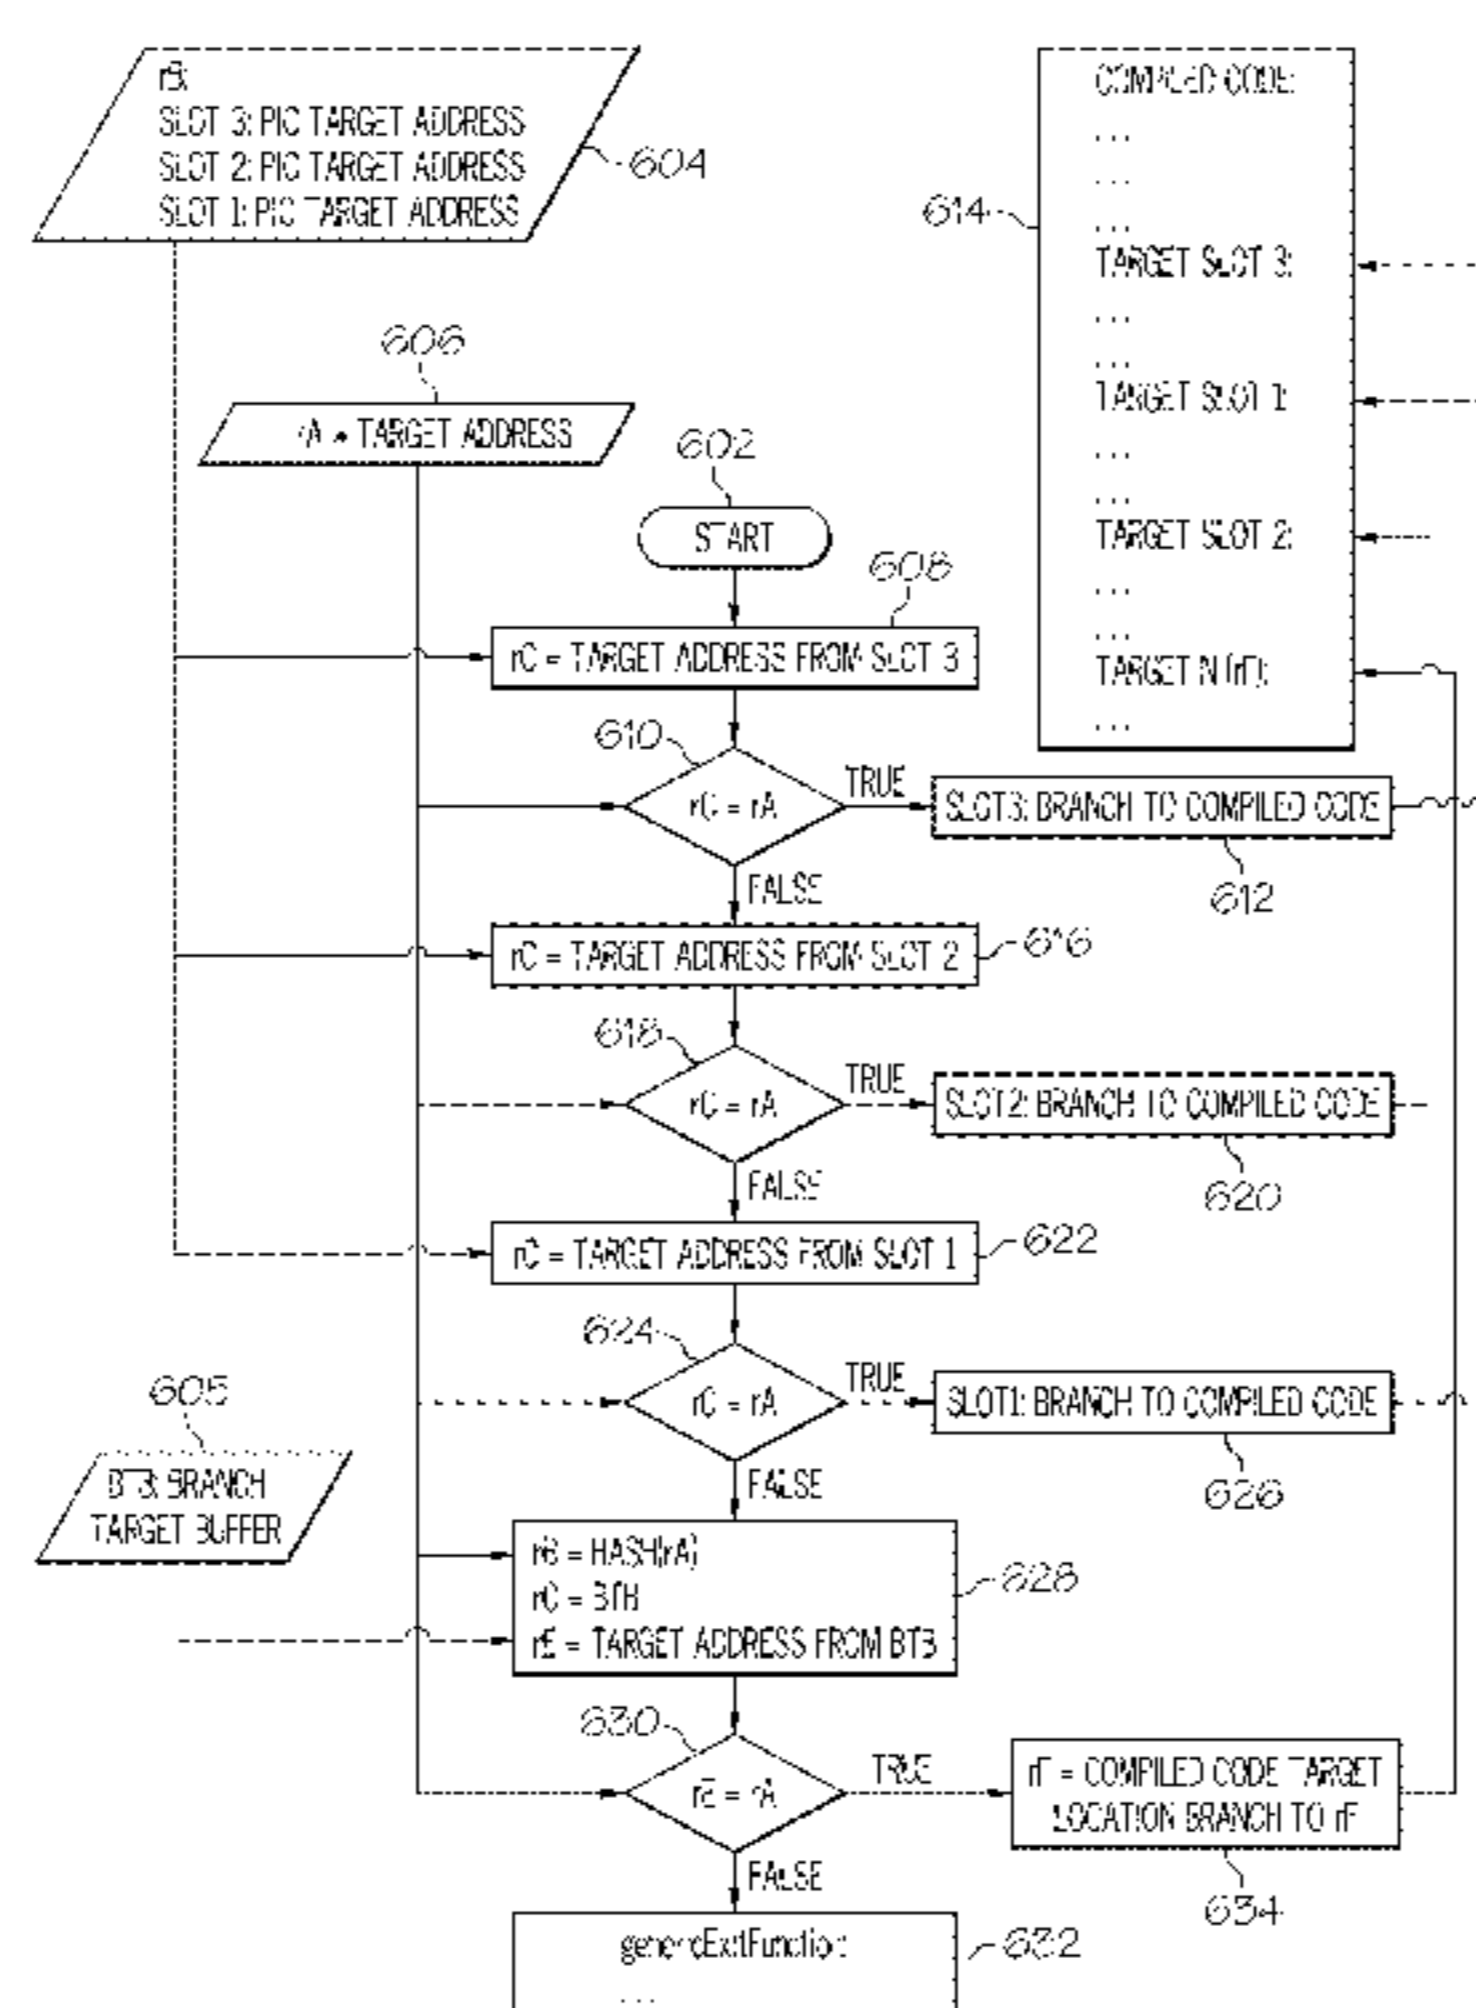 rB:
SLOT 3: PIC TARGET ADDRESS
SLOT 2: PIC TARGET ADDRESS
SLOT 1: PIC TARGET ADDRESS
604
COMPILED CODE:
...
...
...
614
TARGET SLOT 3:
...
...
TARGET SLOT 1:
...
...
TARGET SLOT 2:
...
...
TARGET N (rF):
...
606
rA = TARGET ADDRESS
602
START
608
rC = TARGET ADDRESS FROM SLOT 3
610
rC = rA
TRUE
SLOT3: BRANCH TO COMPILED CODE
612
FALSE
rC = TARGET ADDRESS FROM SLOT 2
616
618
rC = rA
TRUE
SLOT2: BRANCH TO COMPILED CODE
620
FALSE
rC = TARGET ADDRESS FROM SLOT 1
622
624
rC = rA
TRUE
SLOT1: BRANCH TO COMPILED CODE
626
FALSE
605
BTB: BRANCH
TARGET BUFFER
rB = HASH(rA)
rC = BTB
rE = TARGET ADDRESS FROM BTB
628
630
rE = rA
TRUE
rF = COMPILED CODE TARGET
LOCATION BRANCH TO rF
634
FALSE
genericExitFunction:
...
632